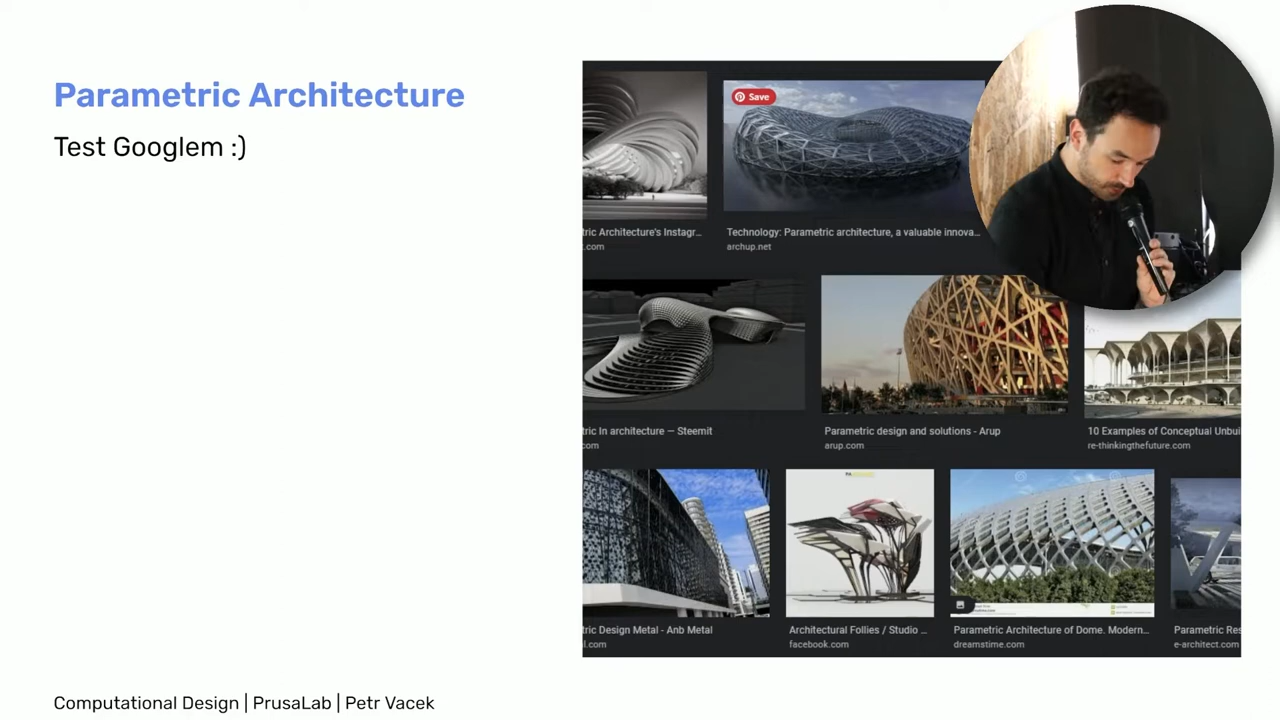 Parametric Architecture
Test Googlem :)
Save
tric Architecture's Instagr...
t.com
Technology: Parametric architecture, a valuable innova...
archup.net
tric In architecture — Steemit
com
Parametric design and solutions - Arup
arup.com
10 Examples of Conceptual Unbui
re-thinkingthefuture.com
tric Design Metal - Anb Metal
l.com
Architectural Follies / Studio ...
facebook.com
Parametric Architecture of Dome. Modern...
dreamstime.com
Parametric Res
e-architect.com
Computational Design | PrusaLab | Petr Vacek